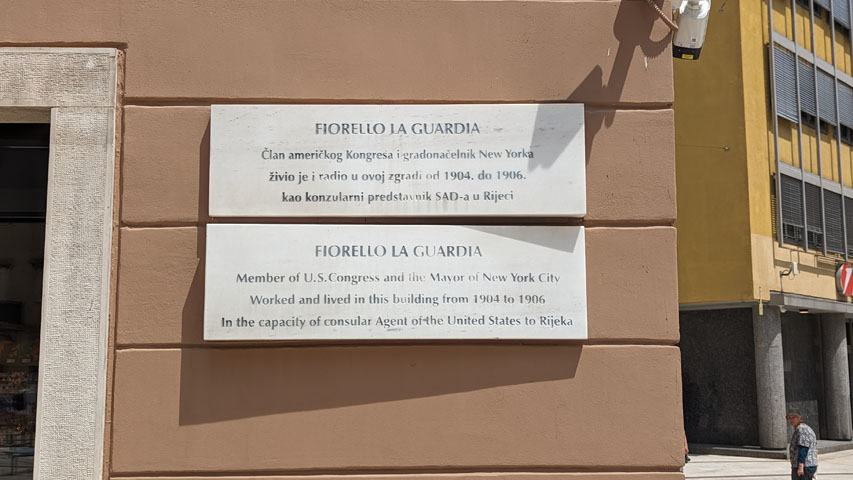 FIORELLO LA GUARDIA
Član američkog Kongresa i gradonačelnik New Yorka
živio je i radio u ovoj zgradi od 1904. do 1906.
kao konzularni predstavnik SAD-a u Rijeci
FIORELLO LA GUARDIA
Member of U.S. Congress and the Mayor of New York City
Worked and lived in this building from 1904 to 1906
In the capacity of consular Agent of the United States to Rijeka